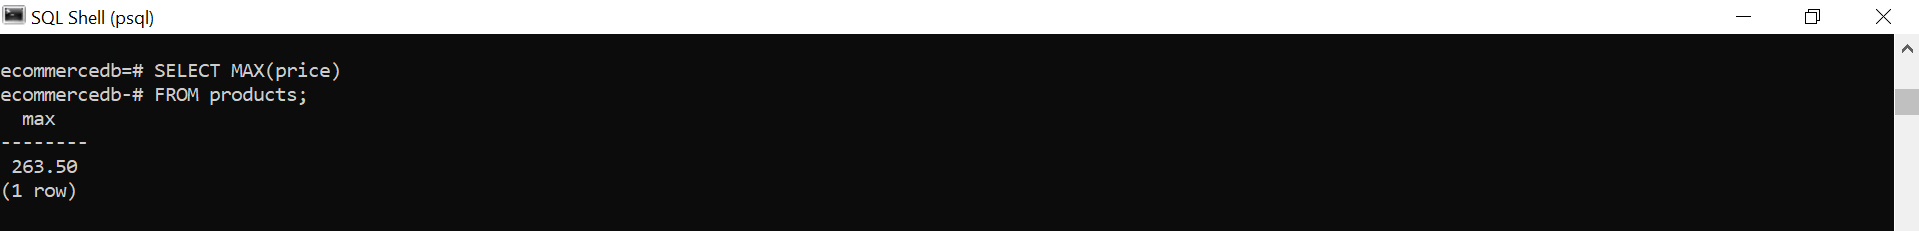 SQL Shell (psql)
ecommercedb=# SELECT MAX(price)
ecommercedb-# FROM products;
  max
--------
 263.50
(1 row)